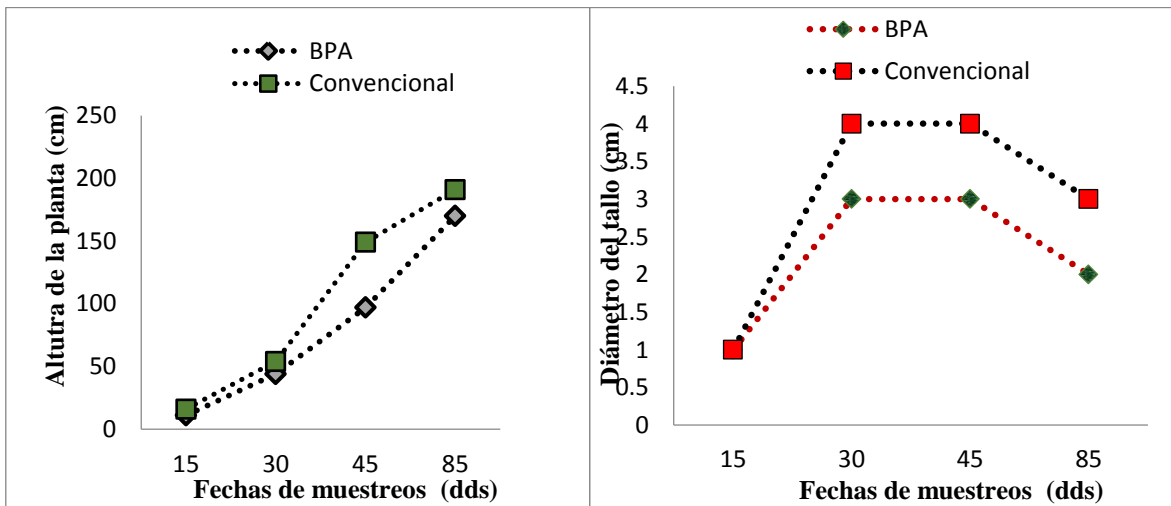 BPA
Convencional
Altutra de la planta (cm)
250
200
150
100
50
0
15 30 45 85
Fechas de muestreos (dds)
BPA
Convencional
Diámetro del tallo (cm)
4.5
4
3.5
3
2.5
2
1.5
1
0.5
0
15 30 45 85
Fechas de muestreos (dds)